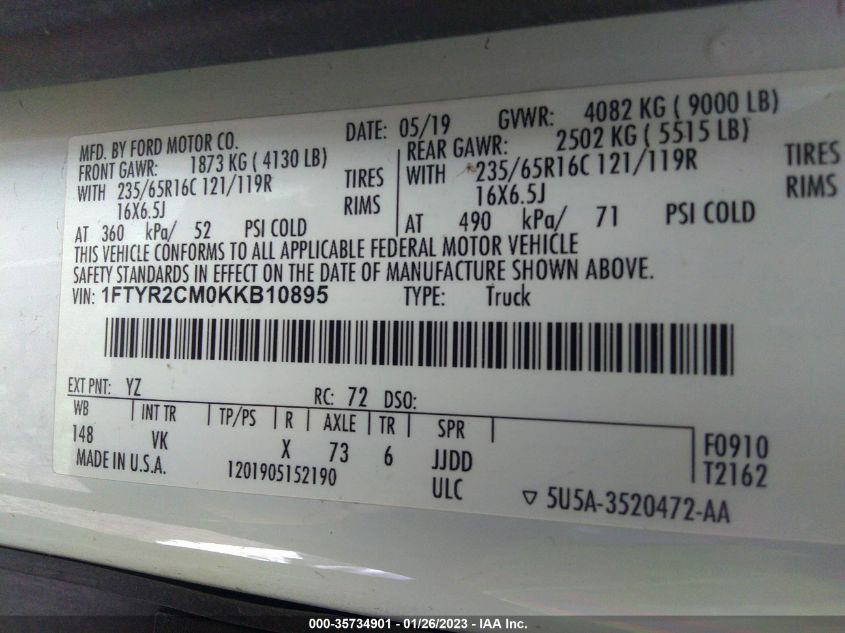 MFD. BY FORD MOTOR CO. DATE: 05/19 GVWR: 4082 KG ( 9000 LB)
FRONT GAWR: 1873 KG ( 4130 LB) REAR GAWR: 2502 KG ( 5515 LB)
WITH 235/65R16C 121/119R TIRES WITH 235/65R16C 121/119R TIRES
16X6.5J RIMS 16X6.5J RIMS
AT 360 kPa/ 52 PSI COLD AT 490 kPa/ 71 PSI COLD
THIS VEHICLE CONFORMS TO ALL APPLICABLE FEDERAL MOTOR VEHICLE
SAFETY STANDARDS IN EFFECT ON THE DATE OF MANUFACTURE SHOWN ABOVE.
VIN: 1FTYR2CM0KKB10895 TYPE: Truck
EXT PNT: YZ RC: 72 DSO:
WB INT TR TP/PS R AXLE TR SPR
148 VK X 73 6 JJDD F0910
MADE IN U.S.A. 1201905152190 ULC T2162
5U5A-3520472-AA
000-35734901 - 01/26/2023 - IAA Inc.